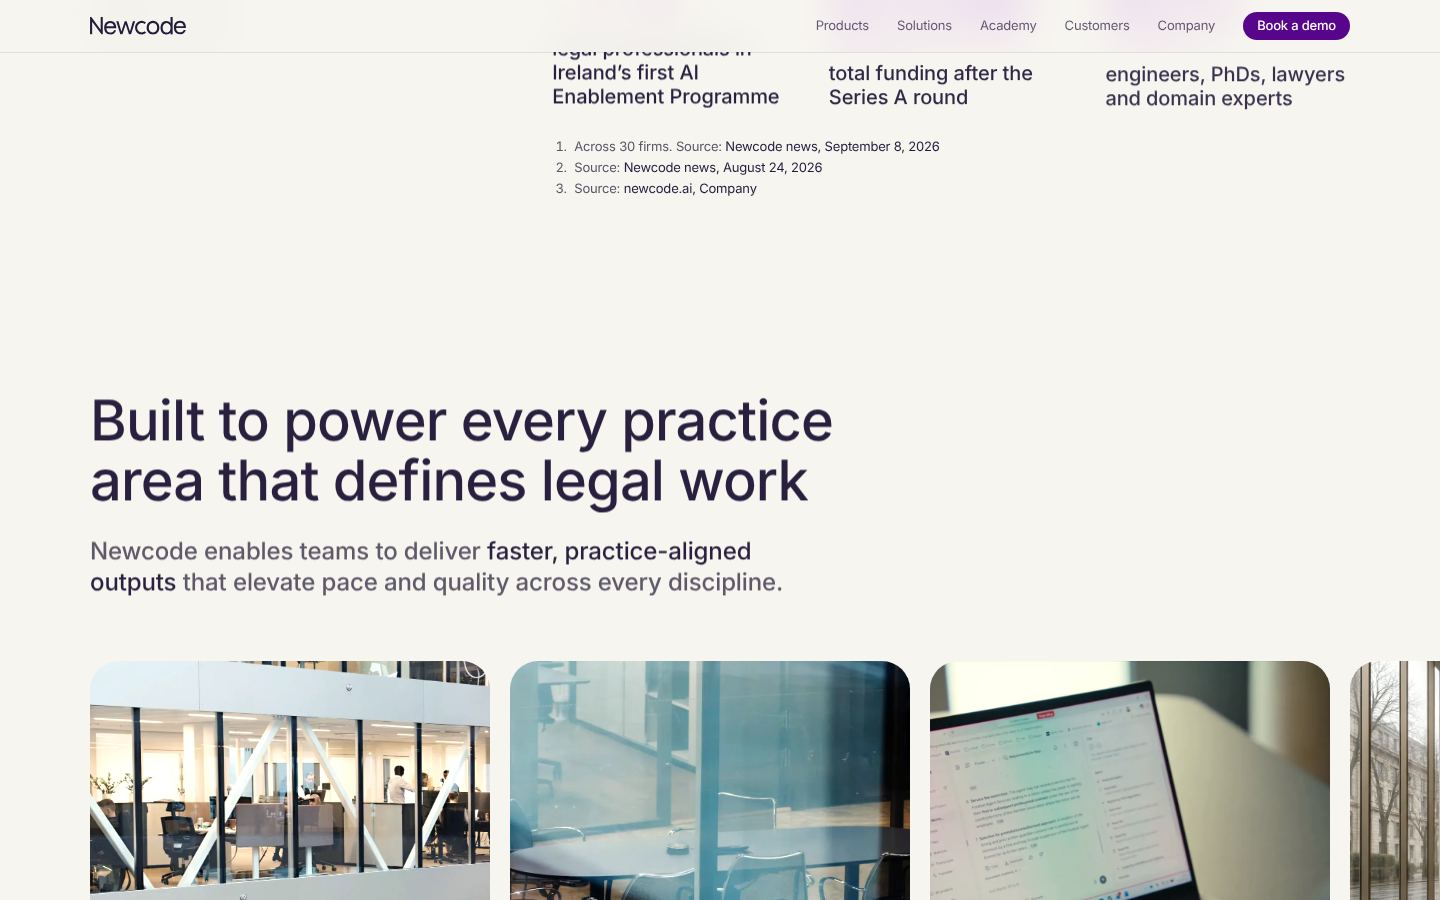 Newcode
Products
Solutions
Academy
Customers
Company
Book a demo
legal professionals in
Ireland’s first AI
Enablement Programme
total funding after the
Series A round
engineers, PhDs, lawyers
and domain experts
1. Across 30 firms. Source: Newcode news, September 8, 2026
2. Source: Newcode news, August 24, 2026
3. Source: newcode.ai, Company
Built to power every practice
area that defines legal work
Newcode enables teams to deliver faster, practice-aligned
outputs that elevate pace and quality across every discipline.